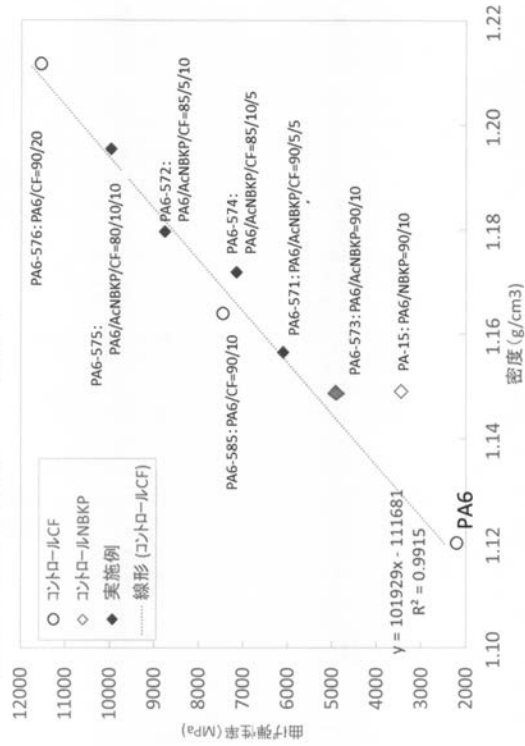 12000
11000
10000
9000
8000
7000
6000
5000
4000
3000
2000
曲げ弾性率(MPa)
コントロールCF
コントロールNBKP
実施例
線形 (コントロールCF)
PA6-576: PA6/CF=90/20
PA6-575:
PA6/AcNBKP/CF=80/10/10
PA6-572:
PA6/AcNBKP/CF=85/5/10
PA6-574:
PA6/AcNBKP/CF=85/10/5
PA6-585: PA6/CF=90/10
PA6-571: PA6/AcNBKP/CF=90/5/5
PA6-573: PA6/AcNBKP=90/10
PA-15: PA6/NBKP=90/10
y = 101929x - 111681
R² = 0.9915
PA6
1.10
1.12
1.14
1.16
1.18
1.20
1.22
密度(g/cm3)